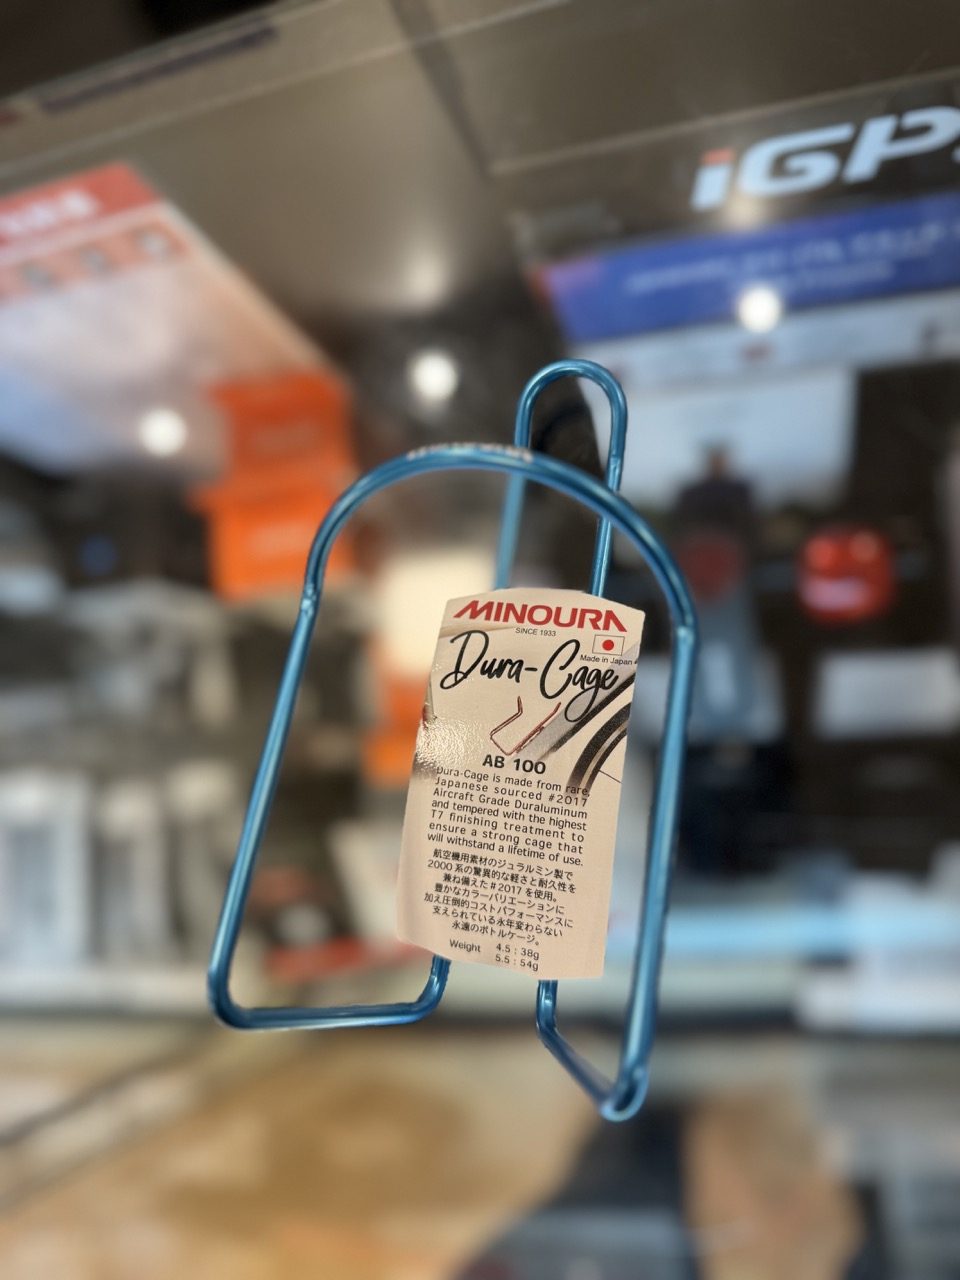 iGP
MINOURA
SINCE 1933
Made in Japan
Dura-Cage
AB 100
Dura-Cage is made from rare,
Japanese sourced #2017
Aircraft Grade Duraluminum
and tempered with the highest
T7 finishing treatment to
ensure a strong cage that
will withstand a lifetime of use.
航空機用素材のジュラルミン製で
2000系の驚異的な軽さと耐久性を
兼ね備えた#2017を使用。
豊かなカラーバリエーションに
加え圧倒的コストパフォーマンスに
支えられている永年変わらない
永遠のボトルケージ。
Weight 4.5 : 38g
5.5 : 54g